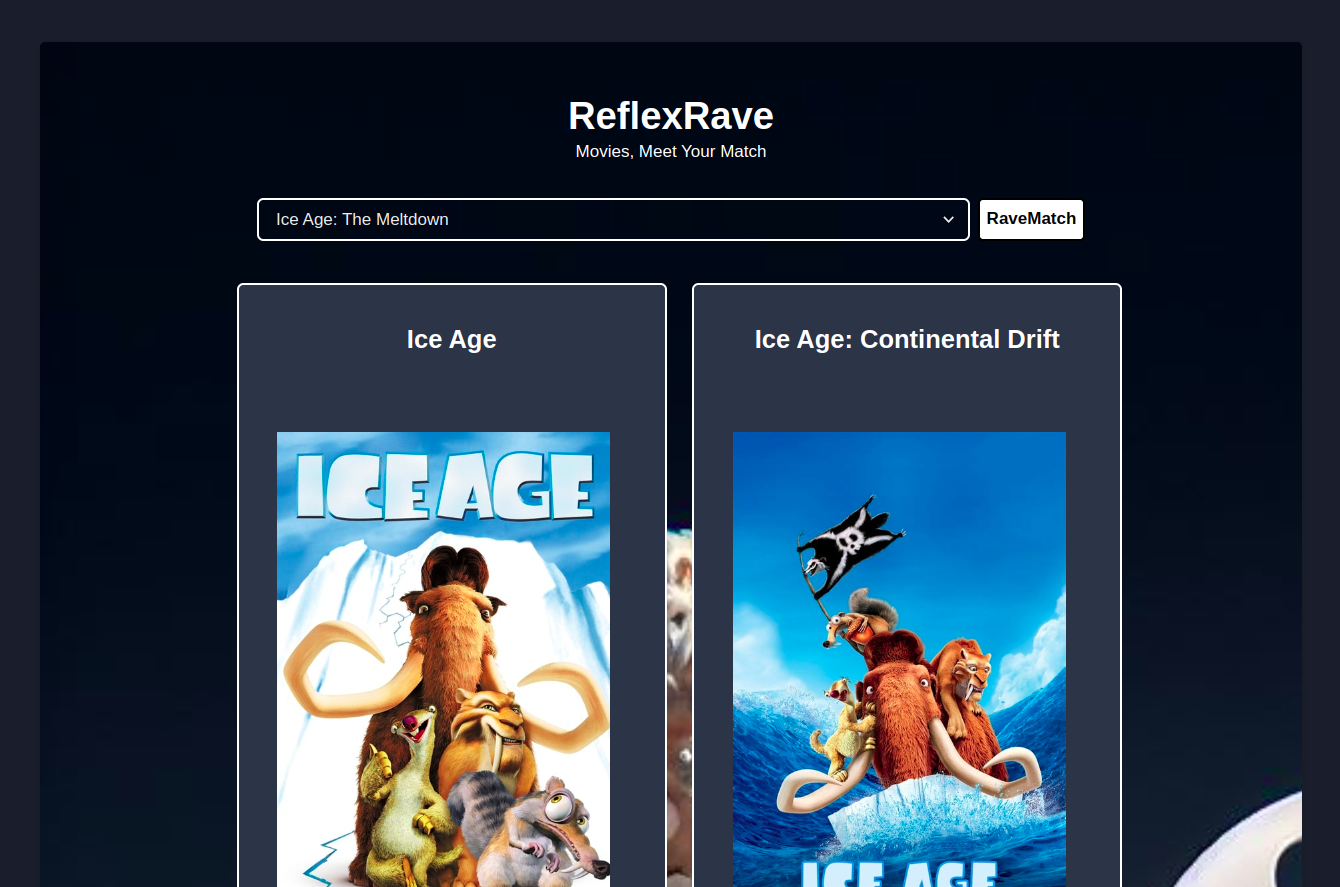 ReflexRave
Movies, Meet Your Match
Ice Age: The Meltdown
RaveMatch
Ice Age
Ice Age: Continental Drift
ICE AGE
ICE AGE